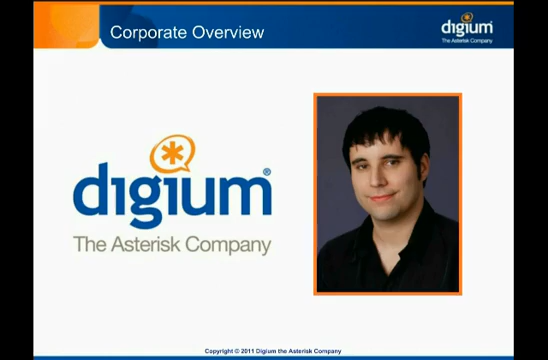 Corporate Overview
digium
The Asterisk Company
digium®
The Asterisk Company
Copyright © 2011 Digium the Asterisk Company